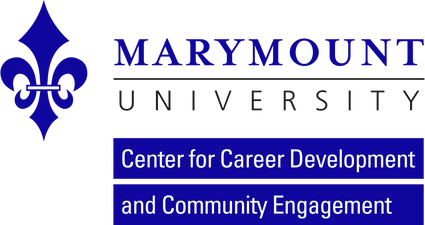 MARYMOUNT
UNIVERSITY
Center for Career Development
and Community Engagement